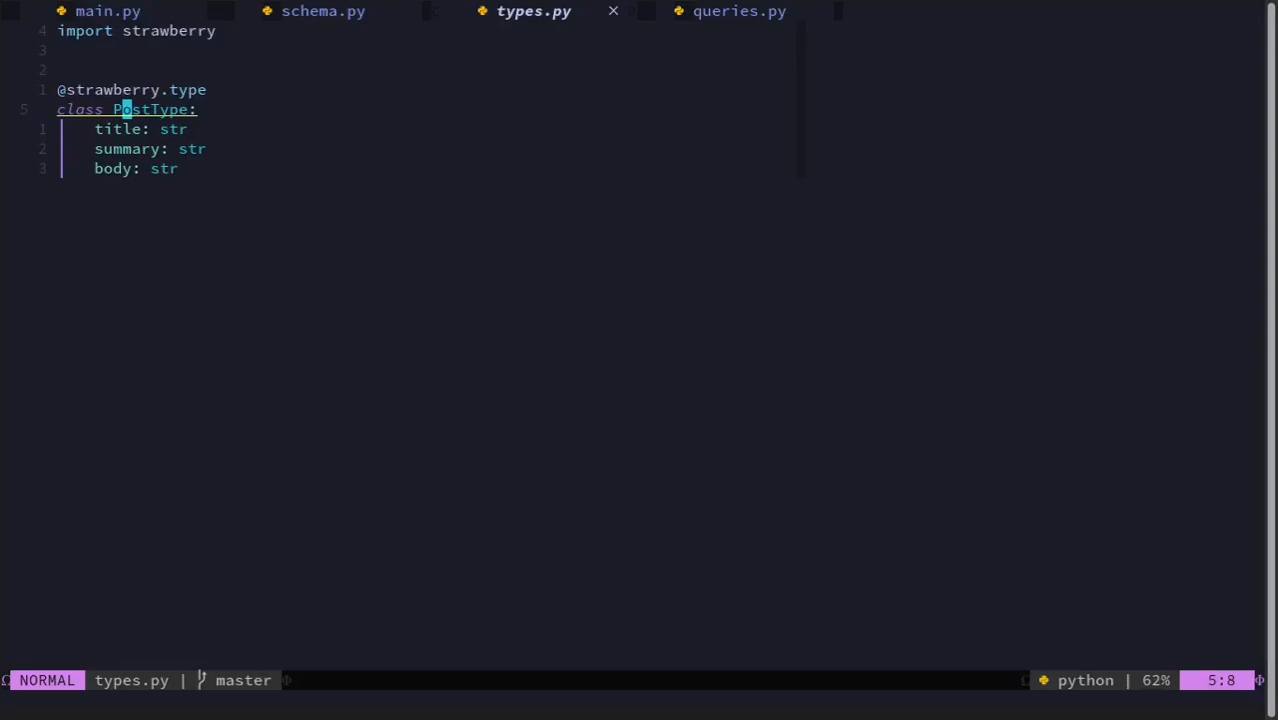 main.py schema.py types.py × queries.py
4 import strawberry
3
2
1 @strawberry.type
5 class PostType:
1 title: str
2 summary: str
3 body: str
NORMAL types.py | master python | 62% 5:8